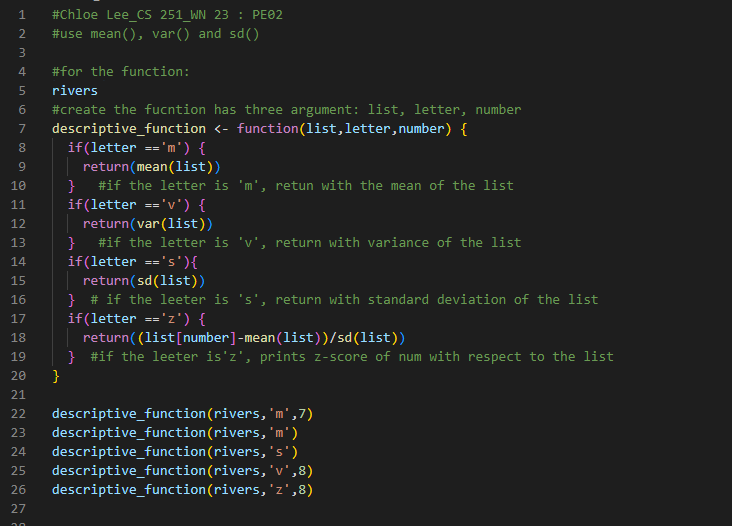 1 #Chloe Lee_CS 251_WN 23 : PE02
2 #use mean(), var() and sd()
3
4 #for the function:
5 rivers
6 #create the fucntion has three argument: list, letter, number
7 descriptive_function <- function(list,letter,number) {
8 if(letter =='m') {
9 return(mean(list))
10 } #if the letter is 'm', retun with the mean of the list
11 if(letter =='v') {
12 return(var(list))
13 } #if the letter is 'v', return with variance of the list
14 if(letter =='s'){
15 return(sd(list))
16 } # if the leeter is 's', return with standard deviation of the list
17 if(letter =='z') {
18 return((list[number]-mean(list))/sd(list))
19 } #if the leeter is'z', prints z-score of num with respect to the list
20 }
21
22 descriptive_function(rivers,'m',7)
23 descriptive_function(rivers,'m')
24 descriptive_function(rivers,'s')
25 descriptive_function(rivers,'v',8)
26 descriptive_function(rivers,'z',8)
27